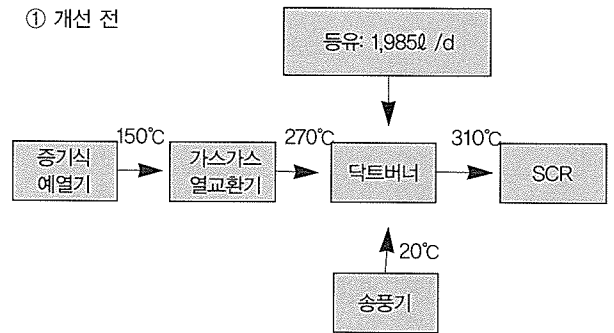 ① 개선 전
등유: 1,985ℓ /d
150℃
270℃
310℃
증기식
예열기
가스가스
열교환기
닥트버너
SCR
20℃
송풍기